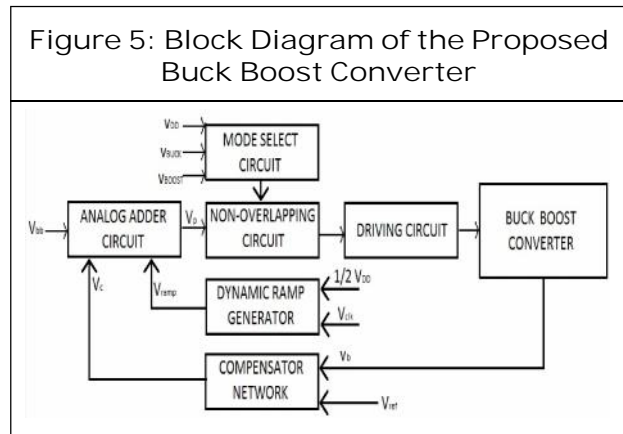 Figure 5: Block Diagram of the Proposed
Buck Boost Converter
VDD
VBUCK
VBOOST
MODE SELECT
CIRCUIT
Vbb
ANALOG ADDER
CIRCUIT
Vp
NON-OVERLAPPING
CIRCUIT
DRIVING CIRCUIT
BUCK BOOST
CONVERTER
Vc
Vramp
DYNAMIC RAMP
GENERATOR
1/2 VDD
Vclk
COMPENSATOR
NETWORK
Vb
Vref